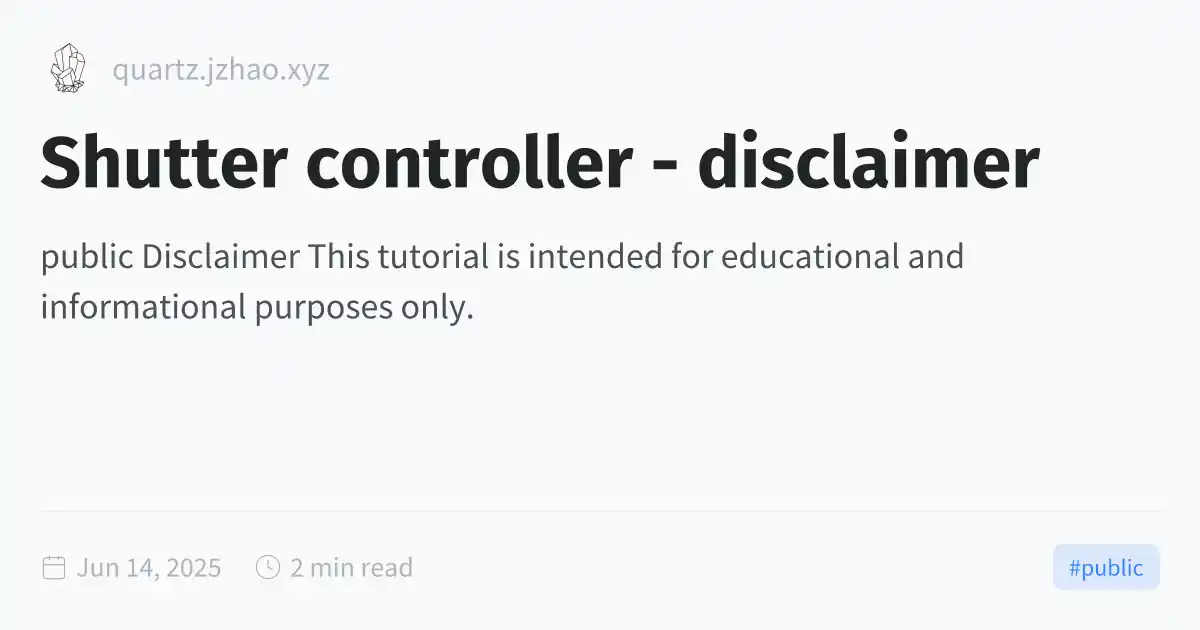 quartz.jzhao.xyz
Shutter controller - disclaimer
public Disclaimer This tutorial is intended for educational and
informational purposes only.
Jun 14, 2025
2 min read
#public